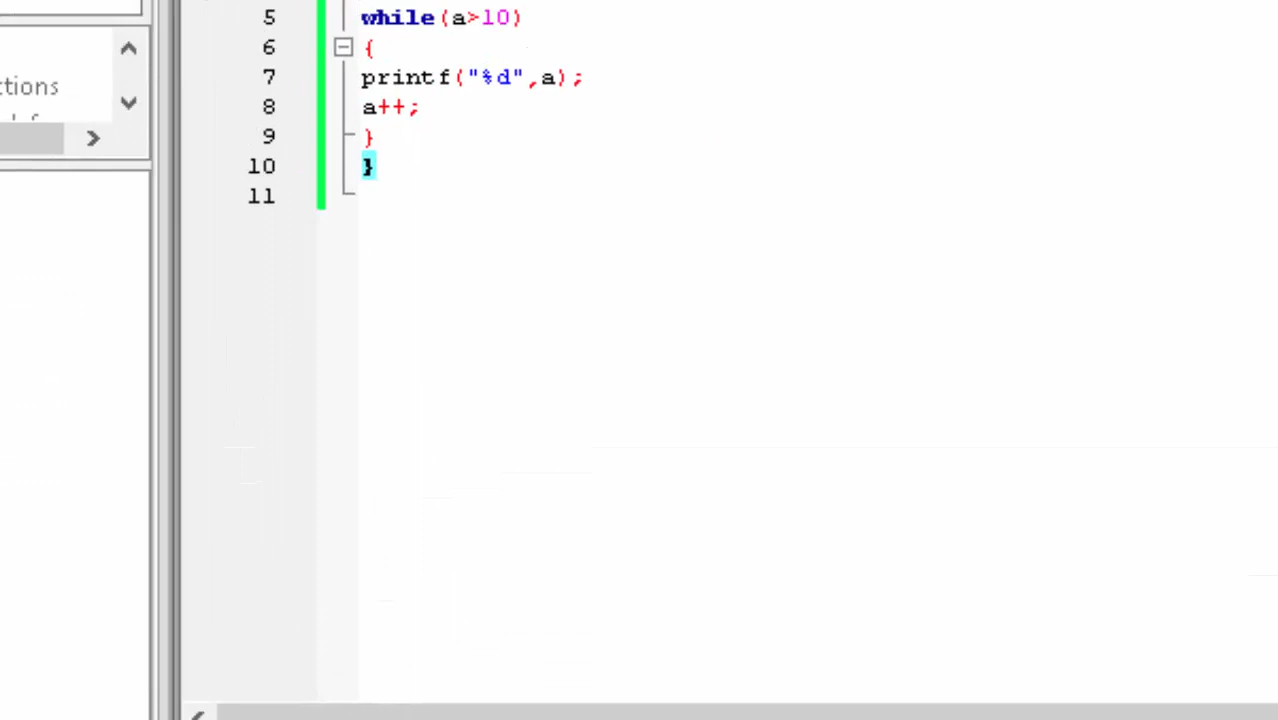 5 while(a>10)
6 {
ctions
7 printf("%d",a);
8 a++;
9 }
10 }
11